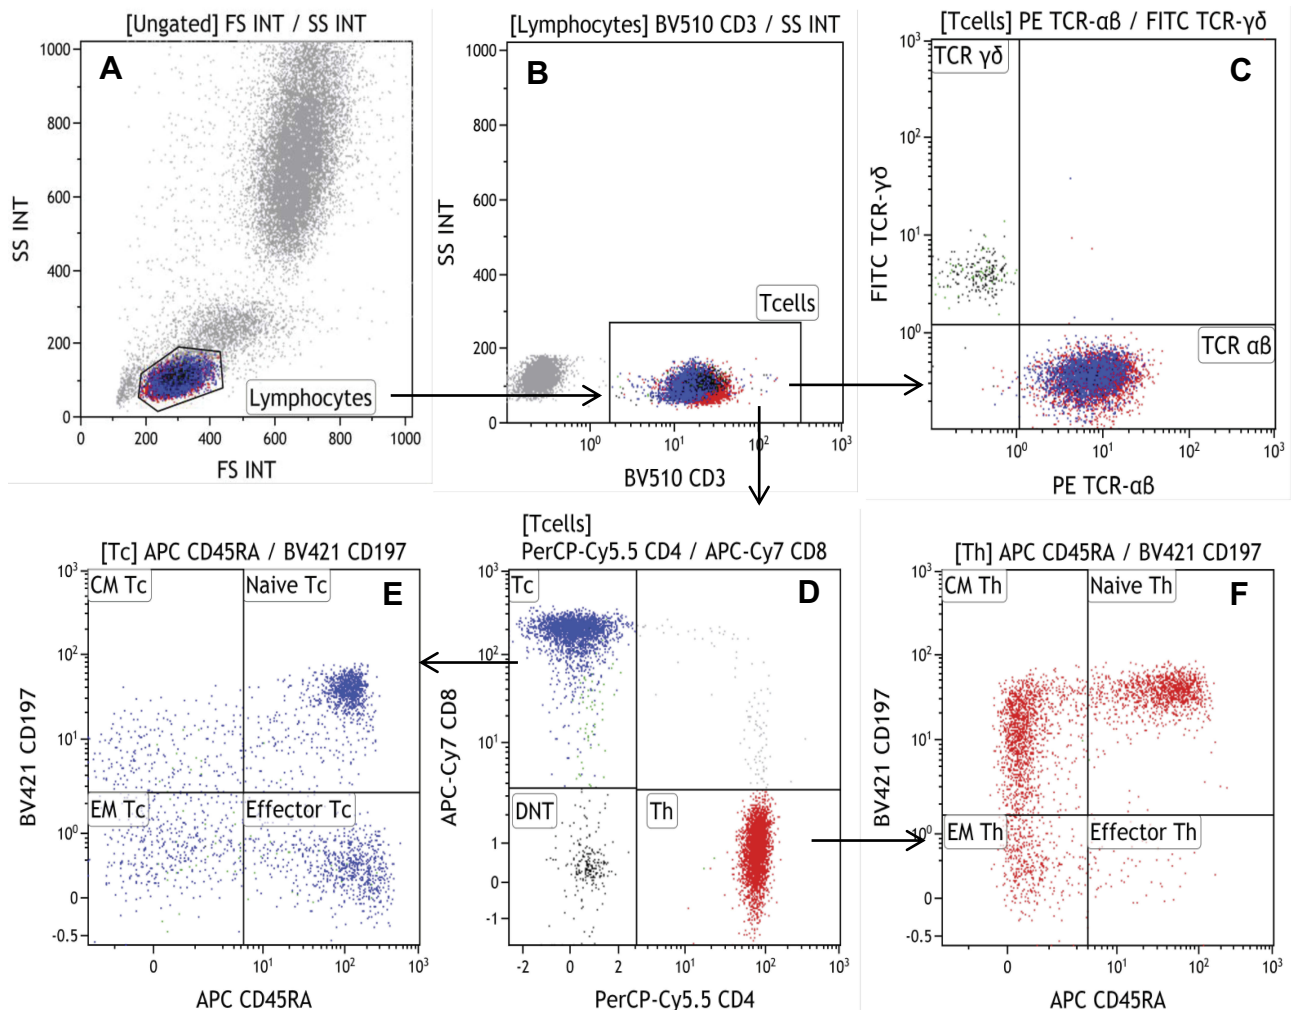 [Ungated] FS INT / SS INT
A
1000
800
600
400
200
0
SS INT
0 200 400 600 800 1000
FS INT
Lymphocytes
[Lymphocytes] BV510 CD3 / SS INT
B
1000
800
600
400
200
0
SS INT
Tcells
10⁰ 10¹ 10² 10³
BV510 CD3
[Tcells] PE TCR-αß / FITC TCR-γδ
TCR γδ
C
10³
10²
10¹
10⁰
FITC TCR-γδ
TCR αß
10⁰ 10¹ 10² 10³
PE TCR-αß
[Tc] APC CD45RA / BV421 CD197
CM Tc
Naive Tc
E
10³
10²
10¹
10⁰
0
-0.5
BV421 CD197
EM Tc
Effector Tc
0 10¹ 10² 10³
APC CD45RA
[Tcells]
PerCP-Cy5.5 CD4 / APC-Cy7 CD8
Tc
D
10³
10²
10¹
1
0
-1
APC-Cy7 CD8
DNT
Th
-2 0 2 10¹ 10² 10³
PerCP-Cy5.5 CD4
[Th] APC CD45RA / BV421 CD197
CM Th
Naive Th
F
10³
10²
10¹
10⁰
0
-0.5
BV421 CD197
EM Th
Effector Th
0 10¹ 10² 10³
APC CD45RA